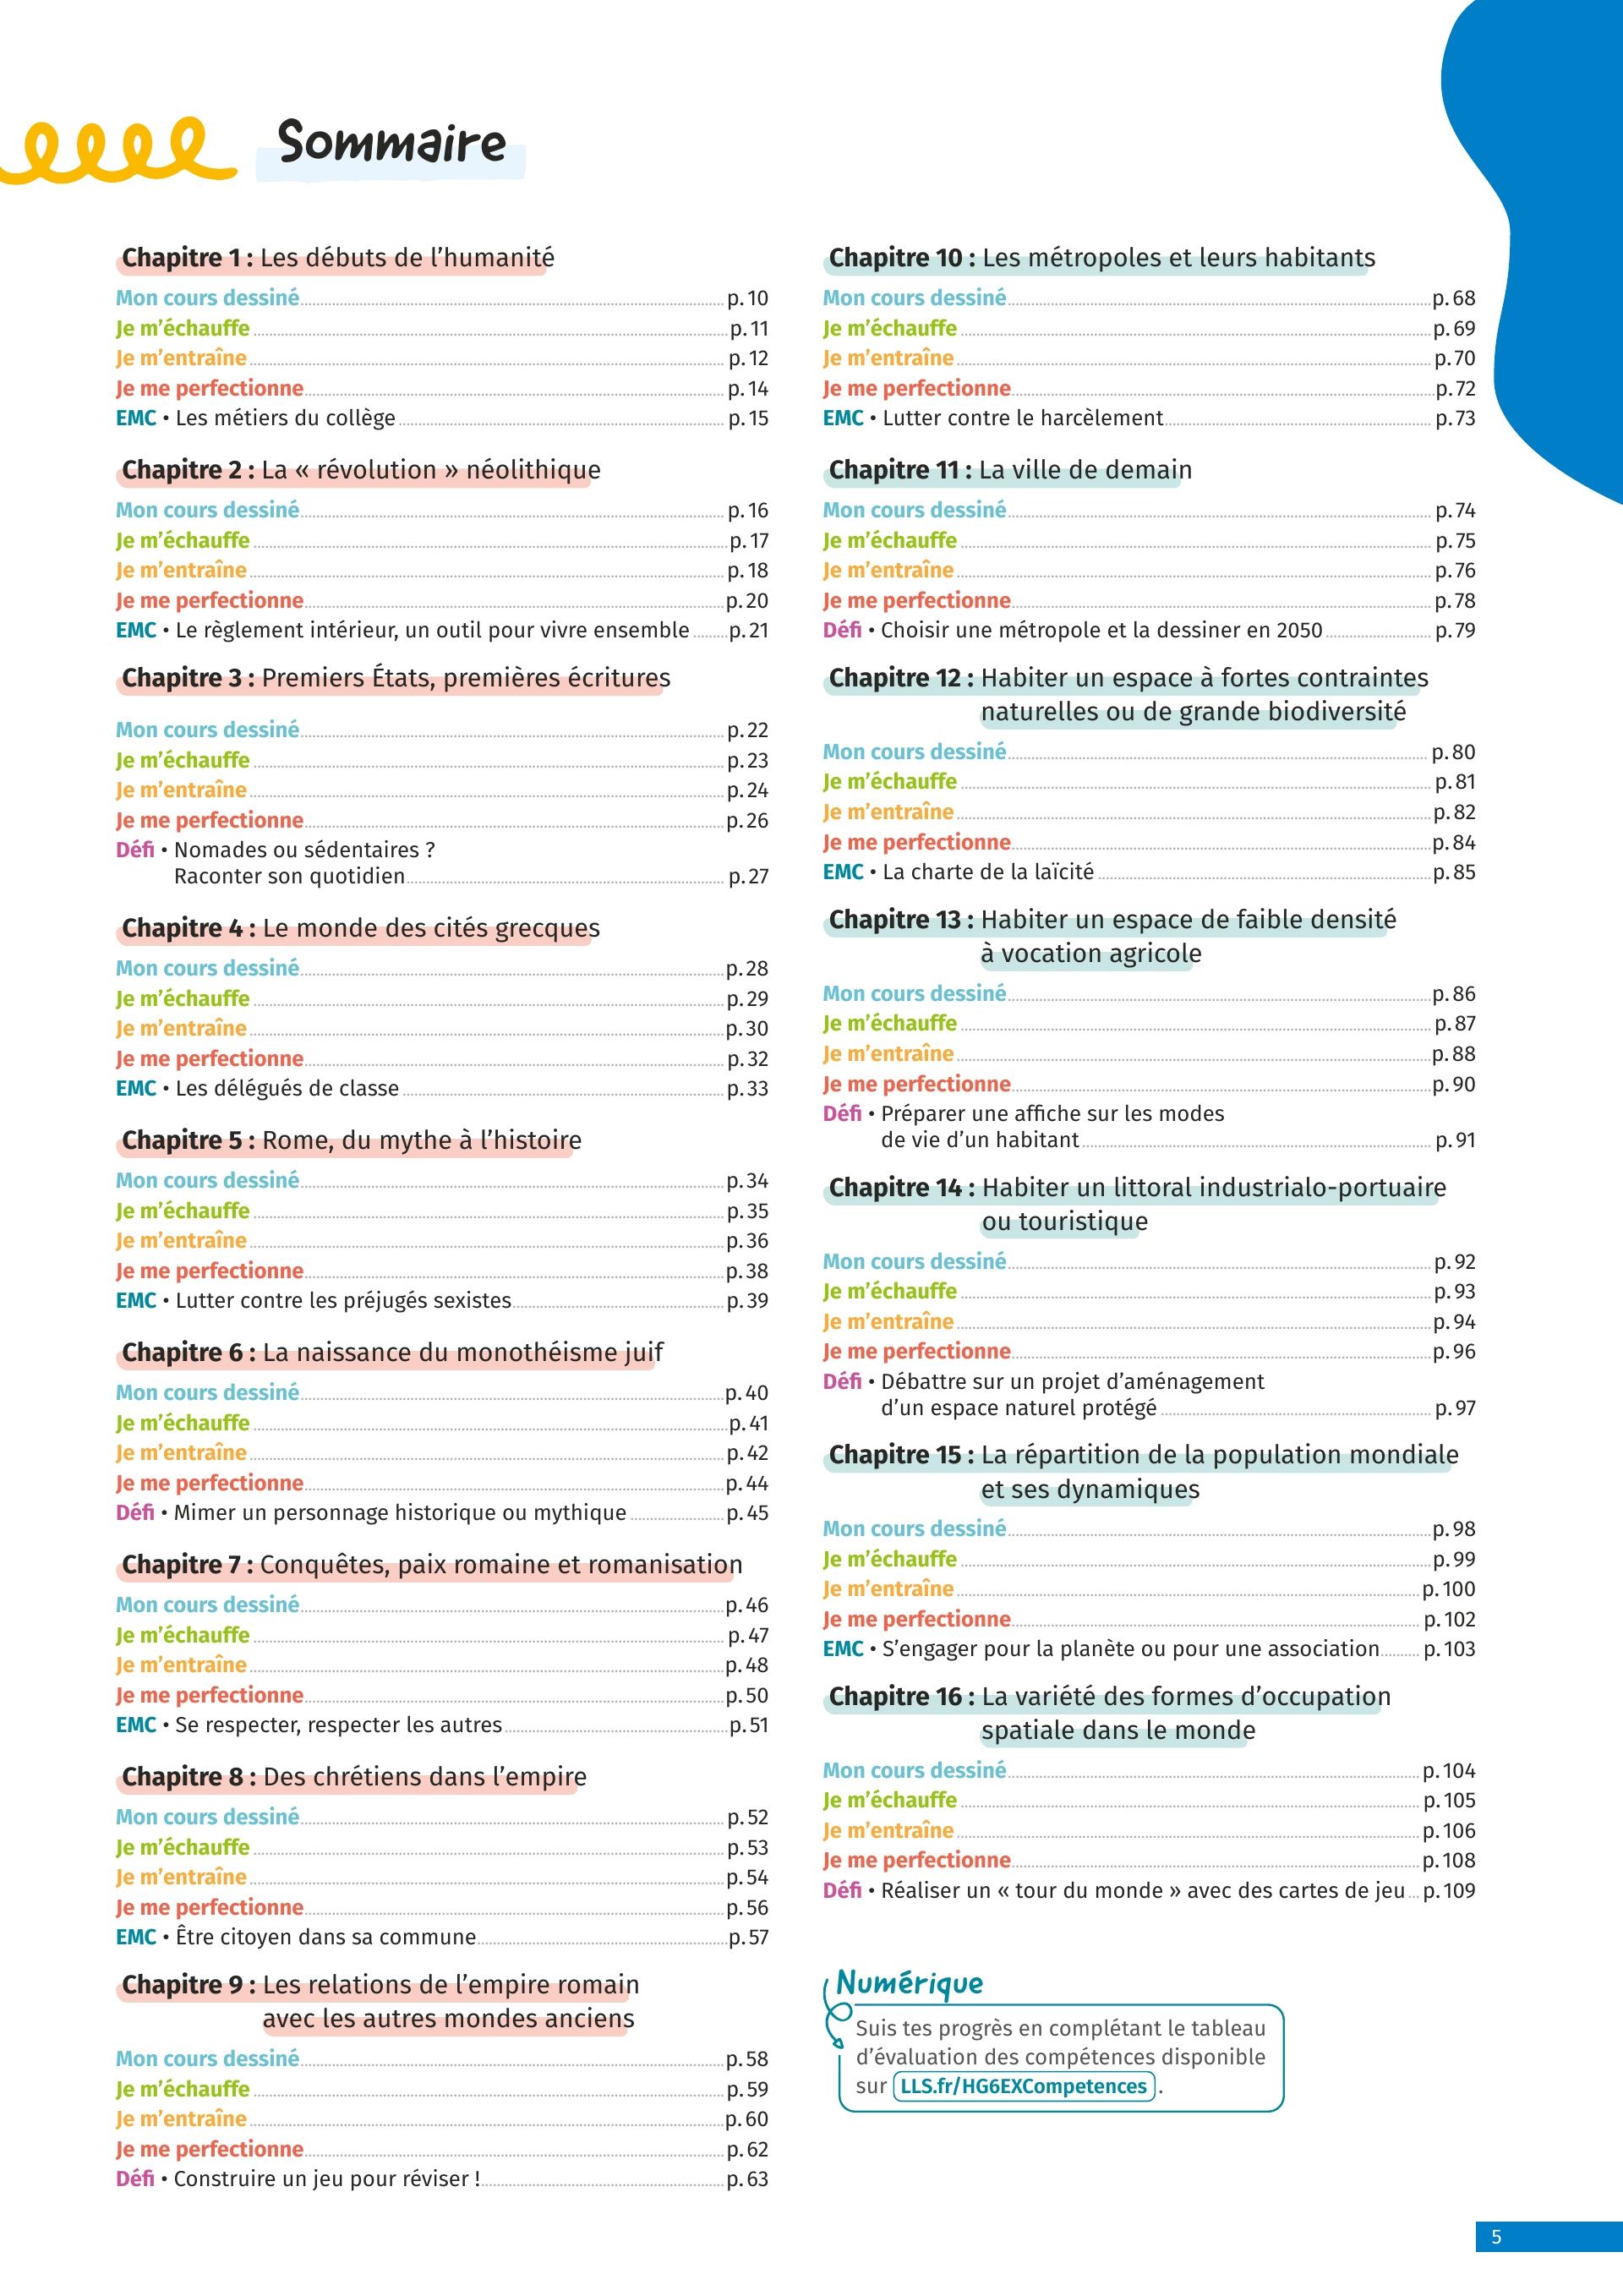 Sommaire
Chapitre 1 : Les débuts de l’humanité
Mon cours dessiné p. 10
Je m’échauffe p. 11
Je m’entraîne p. 12
Je me perfectionne p. 14
EMC • Les métiers du collège p. 15
Chapitre 2 : La « révolution » néolithique
Mon cours dessiné p. 16
Je m’échauffe p. 17
Je m’entraîne p. 18
Je me perfectionne p. 20
EMC • Le règlement intérieur, un outil pour vivre ensemble p. 21
Chapitre 3 : Premiers États, premières écritures
Mon cours dessiné p. 22
Je m’échauffe p. 23
Je m’entraîne p. 24
Je me perfectionne p. 26
Défi • Nomades ou sédentaires ?
Raconter son quotidien p. 27
Chapitre 4 : Le monde des cités grecques
Mon cours dessiné p. 28
Je m’échauffe p. 29
Je m’entraîne p. 30
Je me perfectionne p. 32
EMC • Les délégués de classe p. 33
Chapitre 5 : Rome, du mythe à l’histoire
Mon cours dessiné p. 34
Je m’échauffe p. 35
Je m’entraîne p. 36
Je me perfectionne p. 38
EMC • Lutter contre les préjugés sexistes p. 39
Chapitre 6 : La naissance du monothéisme juif
Mon cours dessiné p. 40
Je m’échauffe p. 41
Je m’entraîne p. 42
Je me perfectionne p. 44
Défi • Mimer un personnage historique ou mythique p. 45
Chapitre 7 : Conquêtes, paix romaine et romanisation
Mon cours dessiné p. 46
Je m’échauffe p. 47
Je m’entraîne p. 48
Je me perfectionne p. 50
EMC • Se respecter, respecter les autres p. 51
Chapitre 8 : Des chrétiens dans l’empire
Mon cours dessiné p. 52
Je m’échauffe p. 53
Je m’entraîne p. 54
Je me perfectionne p. 56
EMC • Être citoyen dans sa commune p. 57
Chapitre 9 : Les relations de l’empire romain
avec les autres mondes anciens
Mon cours dessiné p. 58
Je m’échauffe p. 59
Je m’entraîne p. 60
Je me perfectionne p. 62
Défi • Construire un jeu pour réviser ! p. 63
Chapitre 10 : Les métropoles et leurs habitants
Mon cours dessiné p. 68
Je m’échauffe p. 69
Je m’entraîne p. 70
Je me perfectionne p. 72
EMC • Lutter contre le harcèlement p. 73
Chapitre 11 : La ville de demain
Mon cours dessiné p. 74
Je m’échauffe p. 75
Je m’entraîne p. 76
Je me perfectionne p. 78
Défi • Choisir une métropole et la dessiner en 2050 p. 79
Chapitre 12 : Habiter un espace à fortes contraintes
naturelles ou de grande biodiversité
Mon cours dessiné p. 80
Je m’échauffe p. 81
Je m’entraîne p. 82
Je me perfectionne p. 84
EMC • La charte de la laïcité p. 85
Chapitre 13 : Habiter un espace de faible densité
à vocation agricole
Mon cours dessiné p. 86
Je m’échauffe p. 87
Je m’entraîne p. 88
Je me perfectionne p. 90
Défi • Préparer une affiche sur les modes
de vie d’un habitant p. 91
Chapitre 14 : Habiter un littoral industrialo-portuaire
ou touristique
Mon cours dessiné p. 92
Je m’échauffe p. 93
Je m’entraîne p. 94
Je me perfectionne p. 96
Défi • Débattre sur un projet d’aménagement
d’un espace naturel protégé p. 97
Chapitre 15 : La répartition de la population mondiale
et ses dynamiques
Mon cours dessiné p. 98
Je m’échauffe p. 99
Je m’entraîne p. 100
Je me perfectionne p. 102
EMC • S’engager pour la planète ou pour une association p. 103
Chapitre 16 : La variété des formes d’occupation
spatiale dans le monde
Mon cours dessiné p. 104
Je m’échauffe p. 105
Je m’entraîne p. 106
Je me perfectionne p. 108
Défi • Réaliser un « tour du monde » avec des cartes de jeu p. 109
Numérique
Suis tes progrès en complétant le tableau
d’évaluation des compétences disponible
sur LLS.fr/HG6EXCompetences .
5